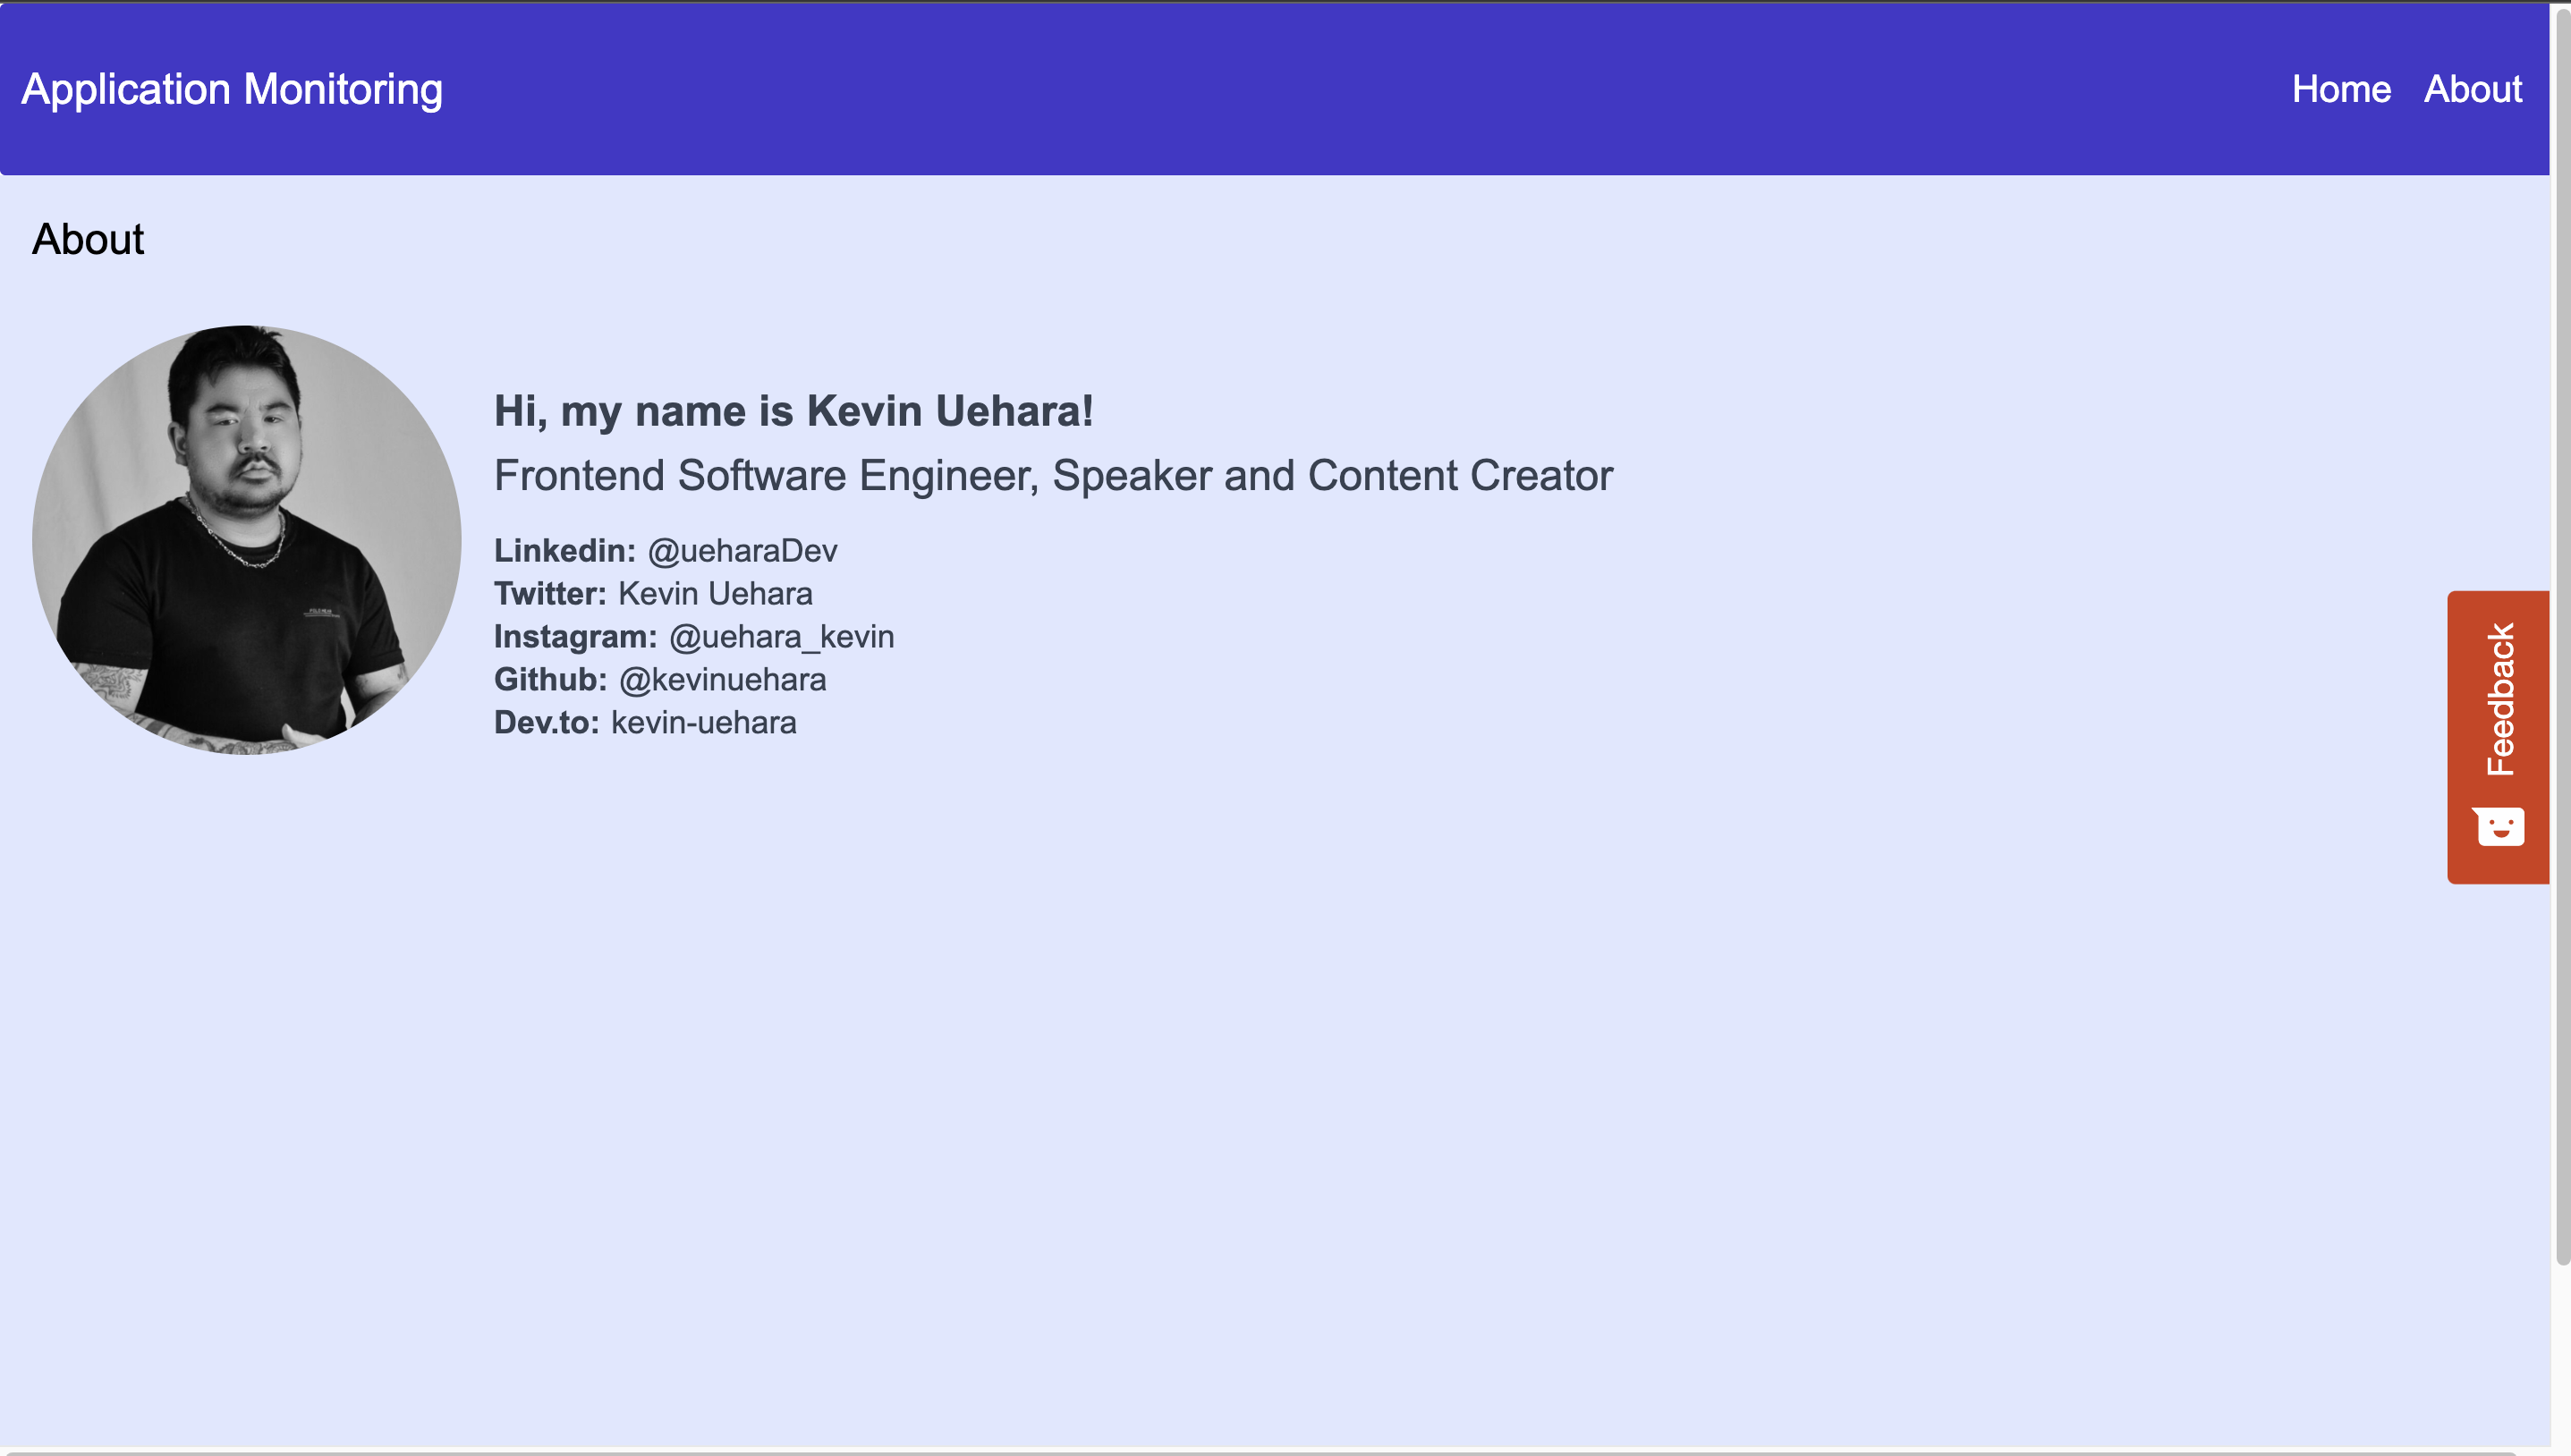 Application Monitoring
Home
About
About
Hi, my name is Kevin Uehara!
Frontend Software Engineer, Speaker and Content Creator
Linkedin: @ueharaDev
Twitter: Kevin Uehara
Instagram: @uehara_kevin
Github: @kevinuehara
Dev.to: kevin-uehara
Feedback